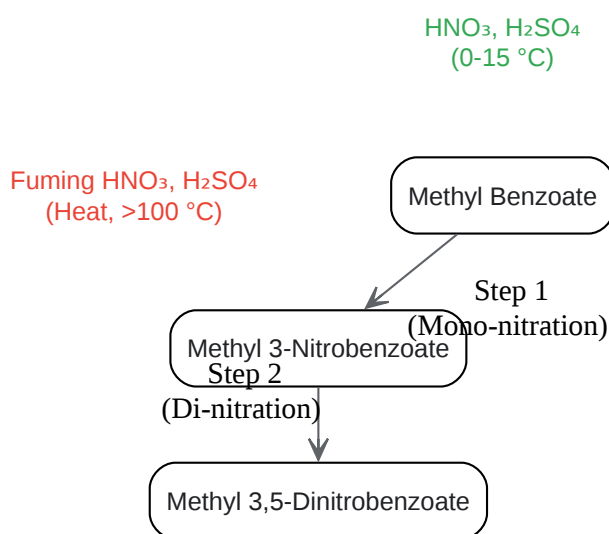 HNO₃, H₂SO₄
(0-15 °C)
Fuming HNO₃, H₂SO₄
(Heat, >100 °C)
Methyl Benzoate
Step 1
(Mono-nitration)
Methyl 3-Nitrobenzoate
Step 2
(Di-nitration)
Methyl 3,5-Dinitrobenzoate